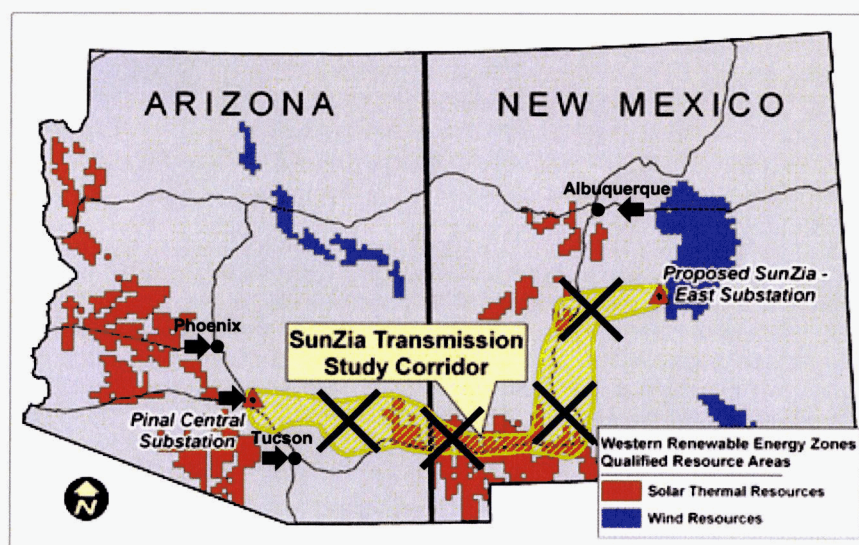 ARIZONA
NEW MEXICO
Albuquerque
Proposed SunZia -
East Substation
Phoenix
SunZia Transmission
Study Corridor
Pinal Central
Substation
Tucson
N
Western Renewable Energy Zones
Qualified Resource Areas
Solar Thermal Resources
Wind Resources